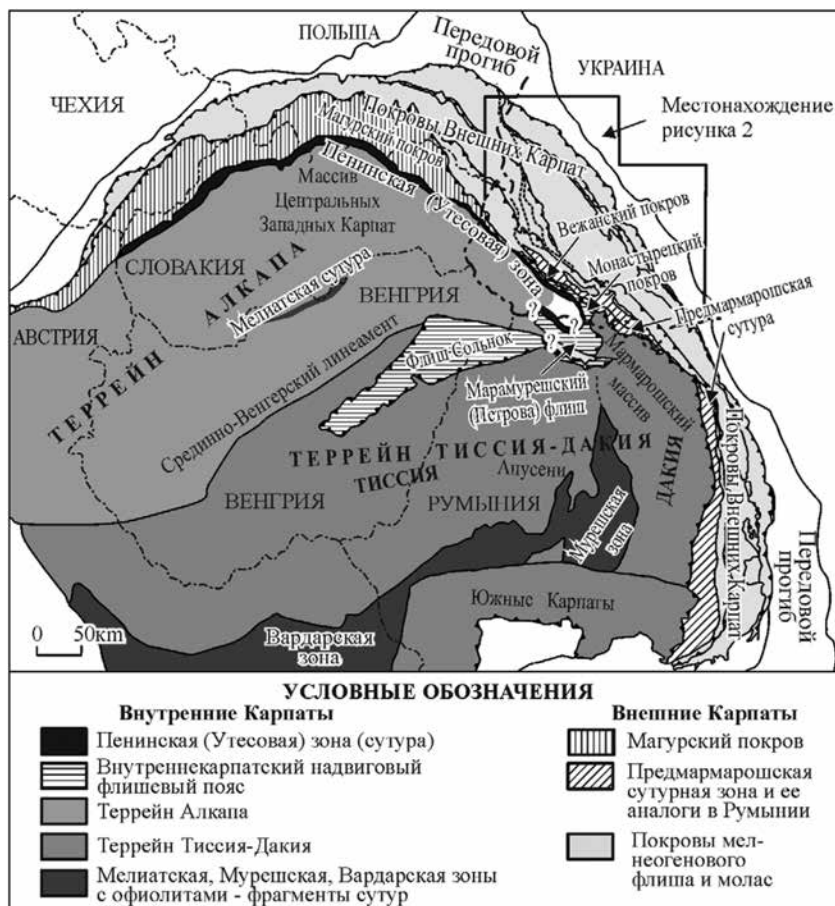 ПОЛЬША
Передовой
прогиб
УКРАИНА
ЧЕХИЯ
Покровы Внешних Карпат
Местонахождение
рисунка 2
Магурский покров
Пенинская (Утесовая) зона
Массив
Центральных
Западных Карпат
Вежанский покров
Монастырецкий
покров
СЛОВАКИЯ
АЛКАПА
Мелиатская сутура
ВЕНГРИЯ
Предмармарошская
сутура
АВСТРИЯ
?
?
?
Флиш Сольнок
ТЕРРЕЙН
Срединно-Венгерский линеамент
Марамурешский
(Петрова) флиш
Мармарошский
массив
ТЕРРЕЙН ТИССИЯ-ДАКИЯ
ТИССИЯ
Апусени
ДАКИЯ
Покровы Внешних Карпат
ВЕНГРИЯ
РУМЫНИЯ
Мурешская
зона
Передовой
прогиб
Южные Карпаты
0 50km
Вардарская
зона
УСЛОВНЫЕ ОБОЗНАЧЕНИЯ
Внутренние Карпаты
Пенинская (Утесовая) зона (сутура)
Внутреннекарпатский надвиговый
флишевый пояс
Террейн Алкапа
Террейн Тиссия-Дакия
Мелиатская, Мурешская, Вардарская зоны
с офиолитами - фрагменты сутур
Внешние Карпаты
Магурский покров
Предмармарошская
сутурная зона и ее
аналоги в Румынии
Покровы мел-
неогенового
флиша и молас